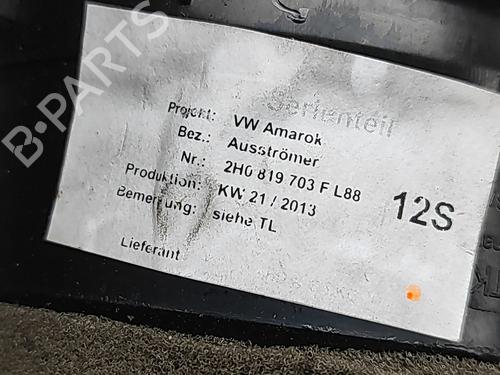 B-PARTS
Serienteil
Projekt: VW Amarok
Bez.: Ausströmer
Nr.: 2H0 819 703 F L88
Produktion: KW 21 / 2013
Bemerkung: siehe TL
12S
Lieferant